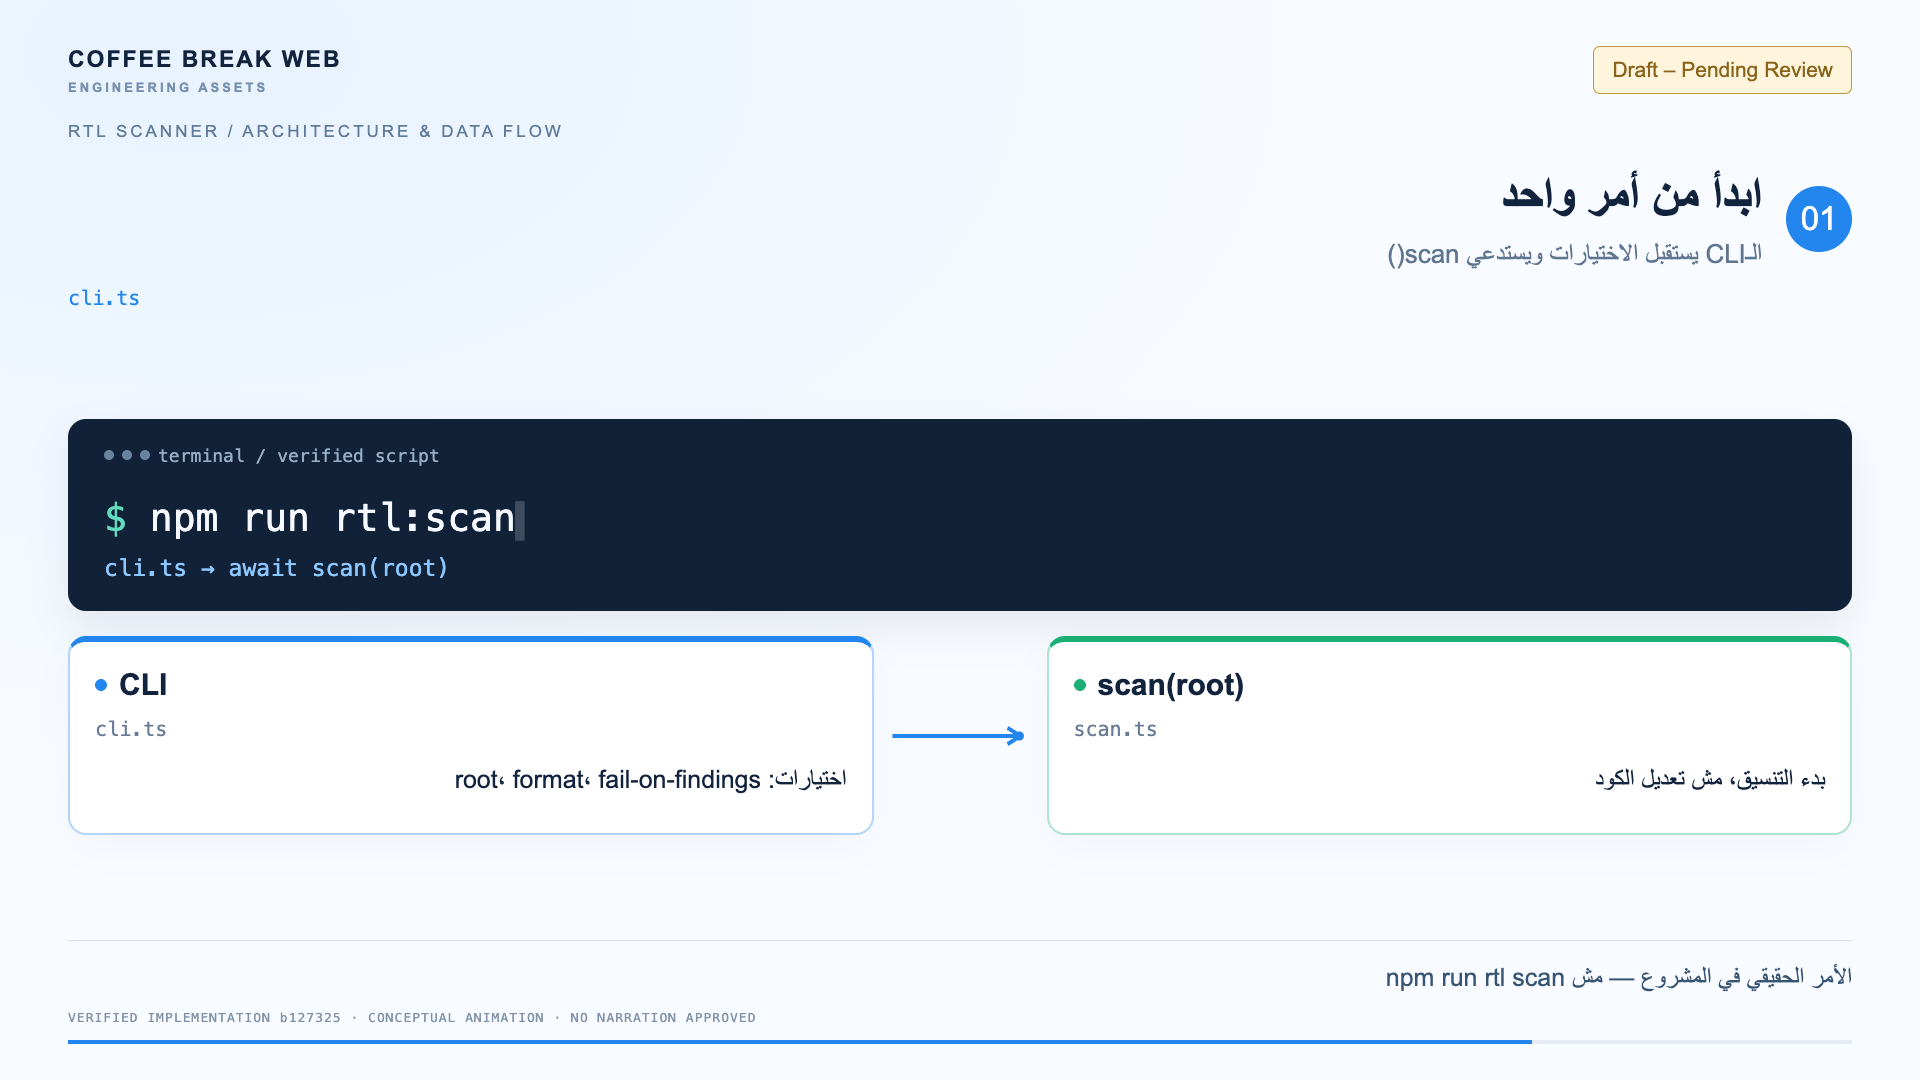 COFFEE BREAK WEB
ENGINEERING ASSETS
RTL SCANNER / ARCHITECTURE & DATA FLOW
Draft – Pending Review
01
ابدأ من أمر واحد
الـCLI يستقبل الاختيارات ويستدعي scan()
cli.ts
terminal / verified script
$ npm run rtl:scan
cli.ts → await scan(root)
CLI
cli.ts
اختيارات: root، format، fail-on-findings
scan(root)
scan.ts
بدء التنسيق، مش تعديل الكود
الأمر الحقيقي في المشروع — مش npm run rtl scan
VERIFIED IMPLEMENTATION b127325 · CONCEPTUAL ANIMATION · NO NARRATION APPROVED